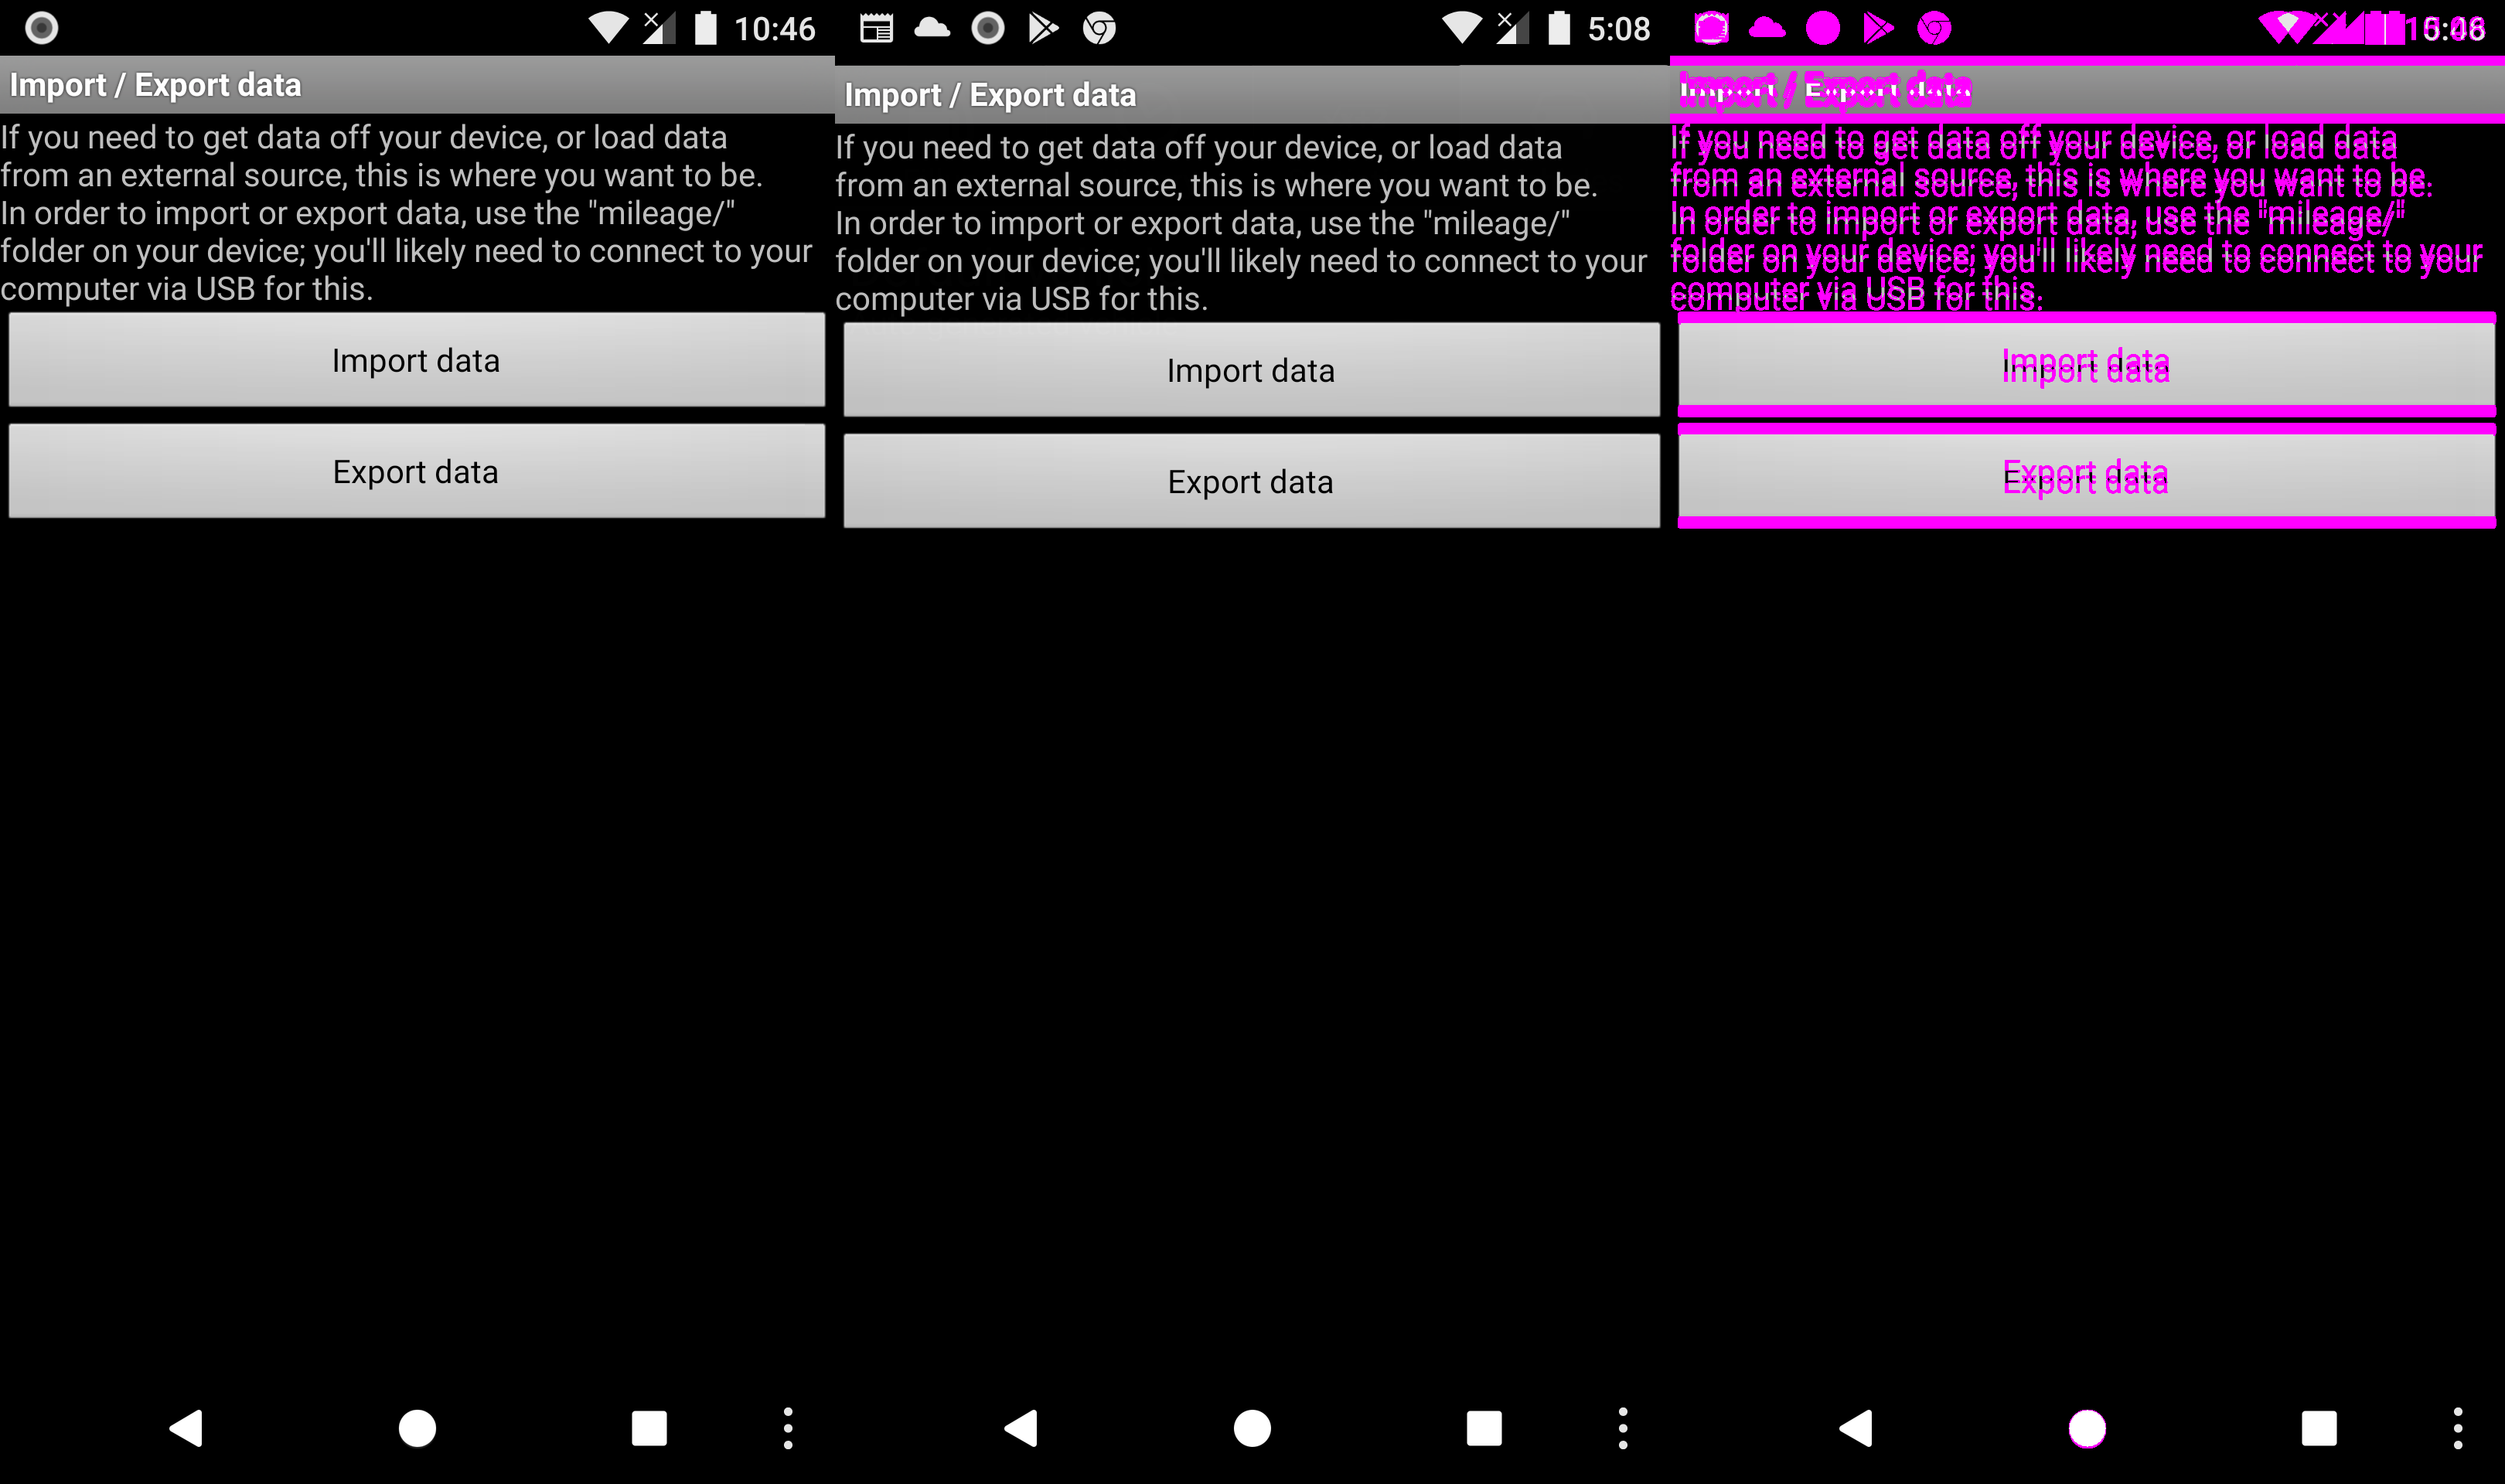 10:46
Import / Export data
If you need to get data off your device, or load data
from an external source, this is where you want to be.
In order to import or export data, use the "mileage/"
folder on your device; you'll likely need to connect to your
computer via USB for this.
Import data
Export data
5:08
Import / Export data
If you need to get data off your device, or load data
from an external source, this is where you want to be.
In order to import or export data, use the "mileage/"
folder on your device; you'll likely need to connect to your
computer via USB for this.
Import data
Export data
Import / Export data
If you need to get data off your device, or load data
from an external source, this is where you want to be.
In order to import or export data, use the "mileage/"
folder on your device; you'll likely need to connect to your
computer via USB for this.
Import data
Export data